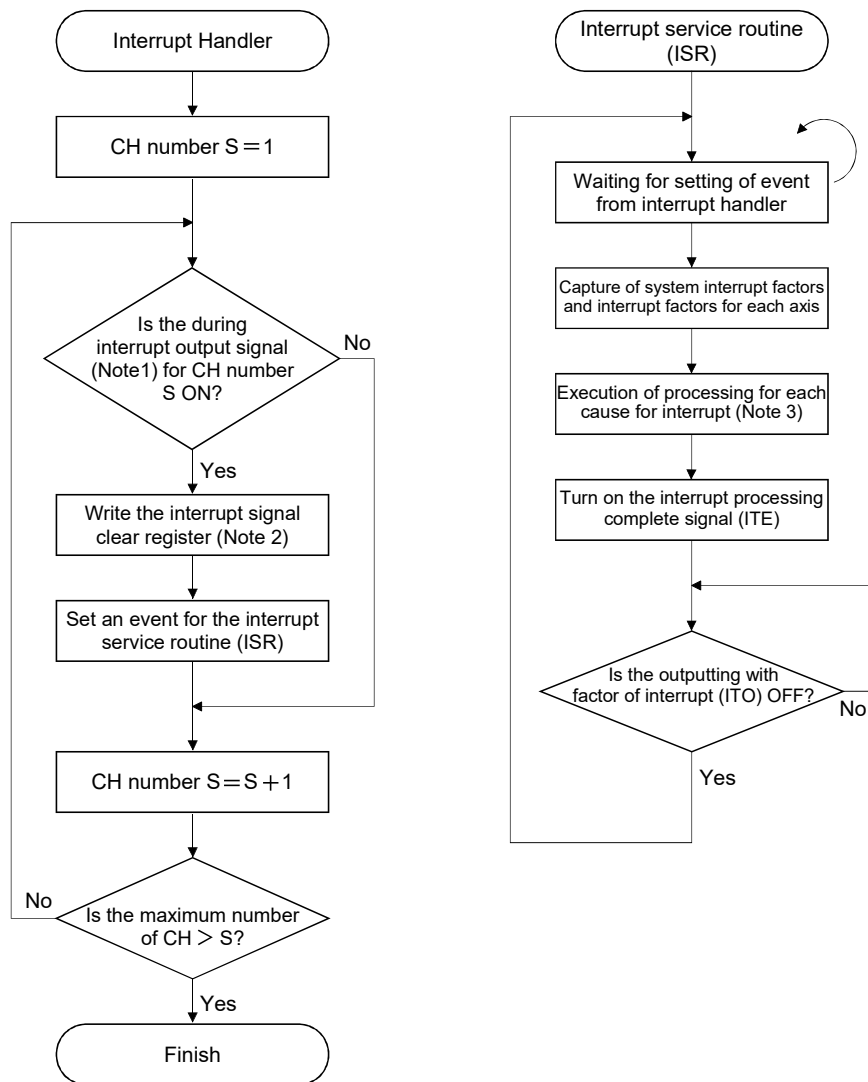 Interrupt Handler
CH number S＝1
Is the during
interrupt output signal
(Note1) for CH number
S ON?
No
Yes
Write the interrupt signal
clear register (Note 2)
Set an event for the interrupt
service routine (ISR)
CH number S＝S＋1
No
Is the maximum number
of CH＞S?
Yes
Finish
Interrupt service routine
(ISR)
Waiting for setting of event
from interrupt handler
Capture of system interrupt factors
and interrupt factors for each axis
Execution of processing for each
cause for interrupt (Note 3)
Turn on the interrupt processing
complete signal (ITE)
Is the outputting with
factor of interrupt (ITO) OFF?
No
Yes